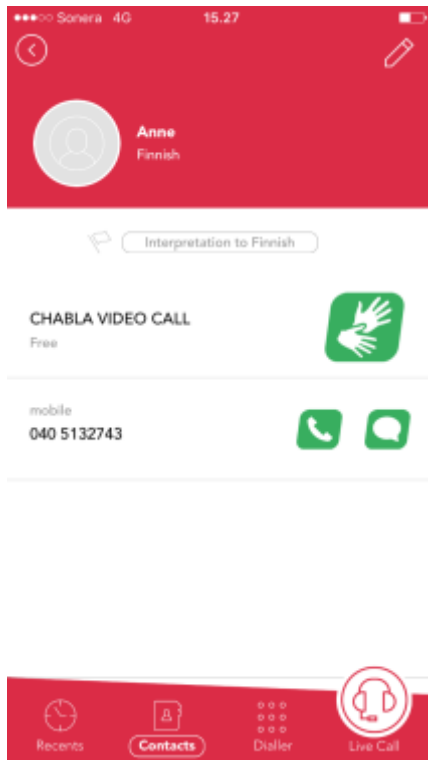 Sonera 4G 15.27
Anne
Finnish
Interpretation to Finnish
CHABLA VIDEO CALL
Free
mobile
040 5132743
Recents Contacts Dialler Live Call